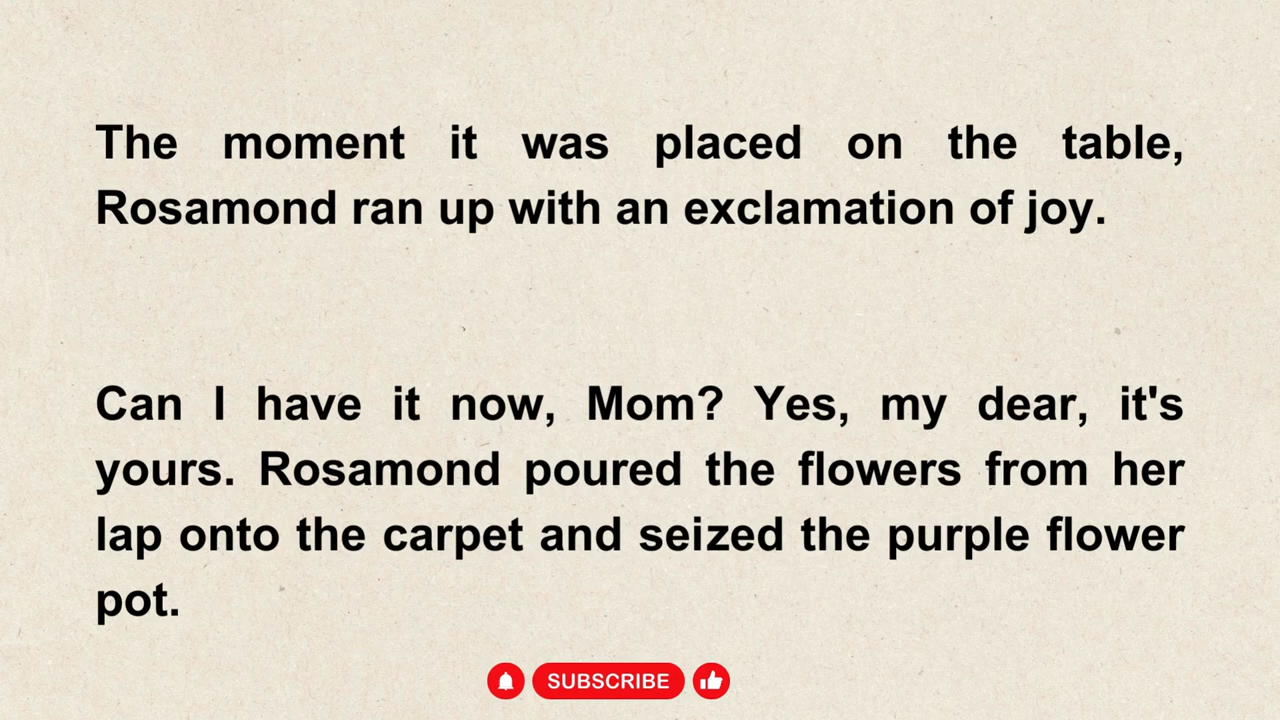 The moment it was placed on the table,
Rosamond ran up with an exclamation of joy.
Can I have it now, Mom? Yes, my dear, it's
yours. Rosamond poured the flowers from her
lap onto the carpet and seized the purple flower
pot.
SUBSCRIBE